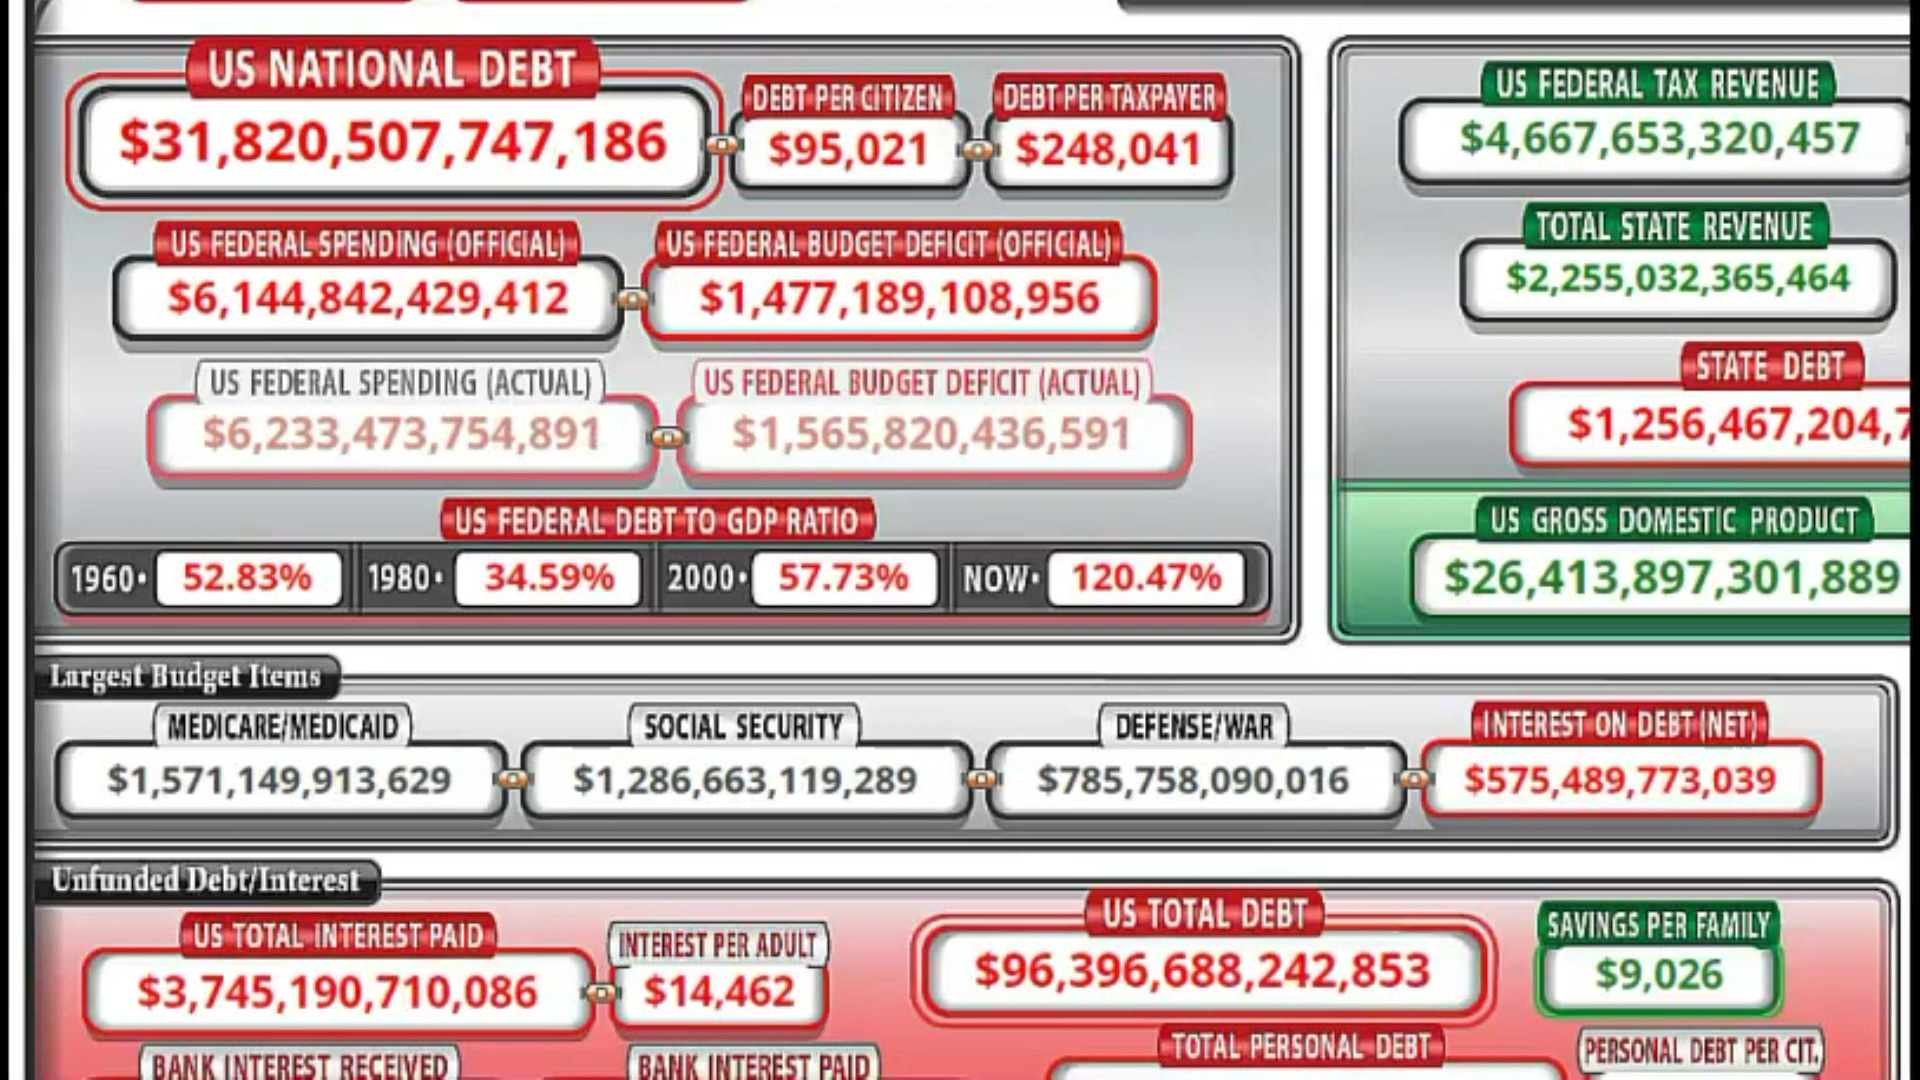 US NATIONAL DEBT
$31,820,507,747,186
DEBT PER CITIZEN
$95,021
DEBT PER TAXPAYER
$248,041
US FEDERAL SPENDING (OFFICIAL)
$6,144,842,429,412
US FEDERAL BUDGET DEFICIT (OFFICIAL)
$1,477,189,108,956
US FEDERAL SPENDING (ACTUAL)
$6,233,473,754,891
US FEDERAL BUDGET DEFICIT (ACTUAL)
$1,565,820,436,591
US FEDERAL DEBT TO GDP RATIO
1960· 52.83% 1980· 34.59% 2000· 57.73% NOW· 120.47%
US FEDERAL TAX REVENUE
$4,667,653,320,457
TOTAL STATE REVENUE
$2,255,032,365,464
STATE DEBT
$1,256,467,204,7
US GROSS DOMESTIC PRODUCT
$26,413,897,301,889
Largest Budget Items
MEDICARE/MEDICAID
$1,571,149,913,629
SOCIAL SECURITY
$1,286,663,119,289
DEFENSE/WAR
$785,758,090,016
INTEREST ON DEBT (NET)
$575,489,773,039
Unfunded Debt/Interest
US TOTAL INTEREST PAID
$3,745,190,710,086
INTEREST PER ADULT
$14,462
US TOTAL DEBT
$96,396,688,242,853
SAVINGS PER FAMILY
$9,026
BANK INTEREST RECEIVED
BANK INTEREST PAID
TOTAL PERSONAL DEBT
PERSONAL DEBT PER CIT.